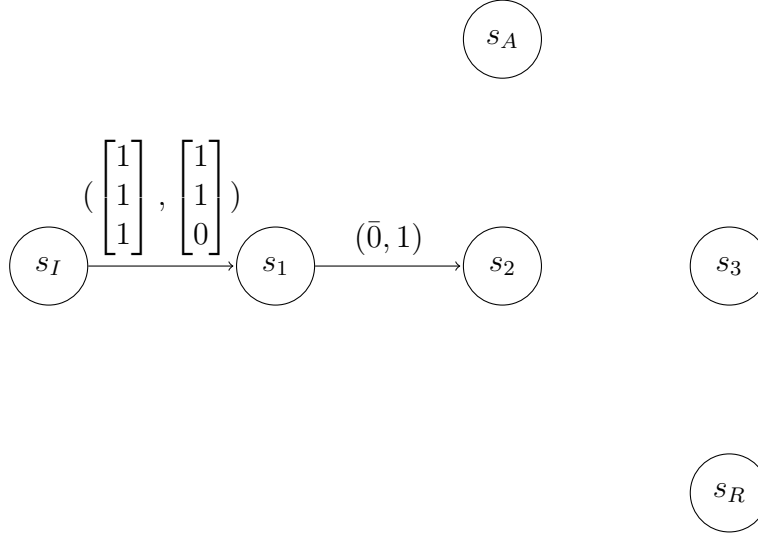 s_A
([1 1 1], [1 1 0])
(0̄, 1)
s_I
s_1
s_2
s_3
s_R